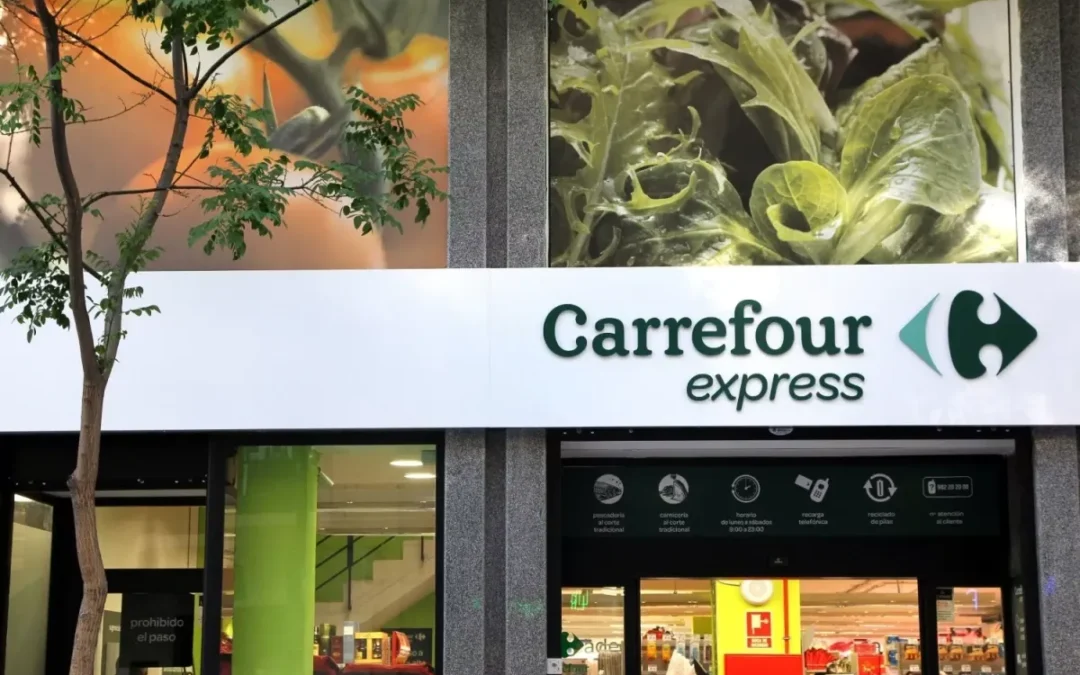 Carrefour
express
pescadería
al corte
tradicional
carnicería
al corte
tradicional
horario
de lunes a sábados
9:00 a 22:00
recarga
telefónica
reciclado
de pilas
atención
al cliente
prohibido
el paso